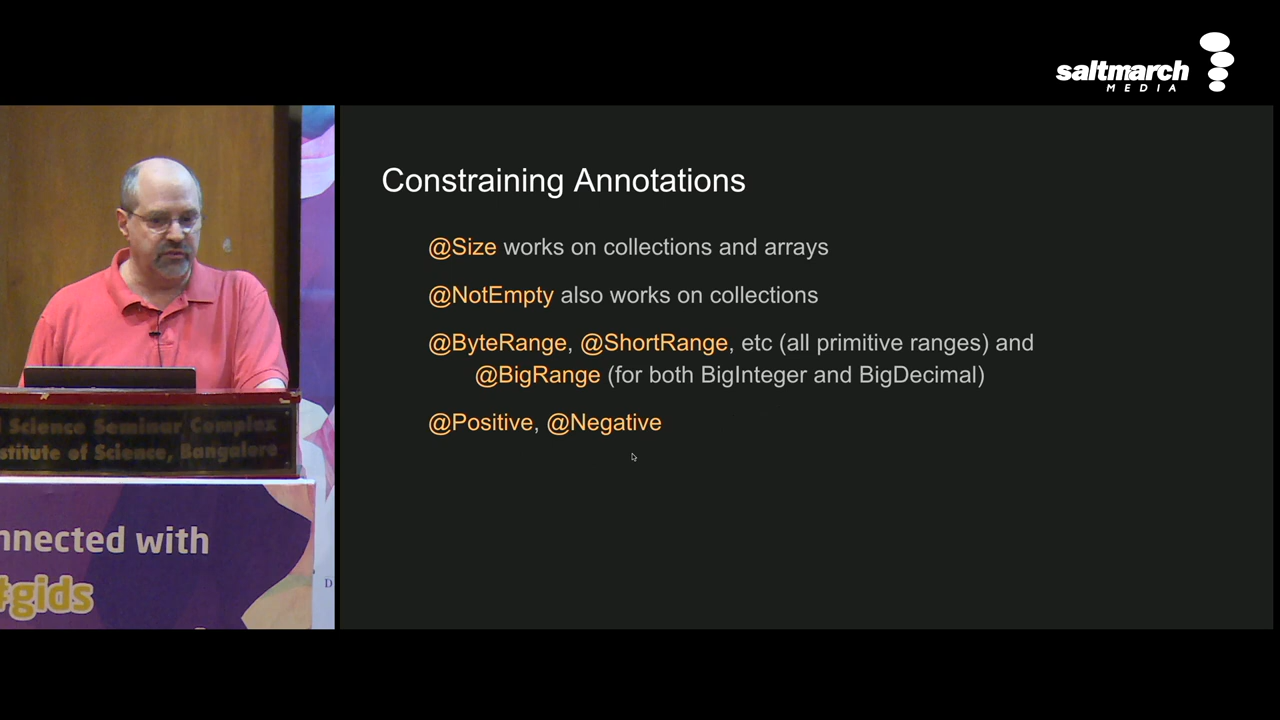 saltmarch
MEDIA
Constraining Annotations
@Size works on collections and arrays
@NotEmpty also works on collections
@ByteRange, @ShortRange, etc (all primitive ranges) and
@BigRange (for both BigInteger and BigDecimal)
@Positive, @Negative
l Science Seminar Complex
stitute of Science, Bangalore
nnected with
#gids
D